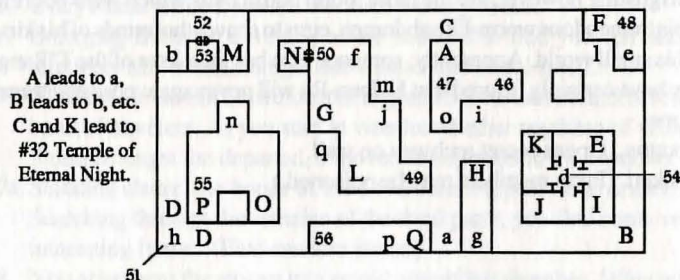 A leads to a,
B leads to b, etc.
C and K lead to
#32 Temple of
Eternal Night.
52 C F 48
b 53 M N 50 f A l
m 47 46
n G j o i
K E
L 49 H d 54
55
D P O J I
h D 56 p Q a g B
51